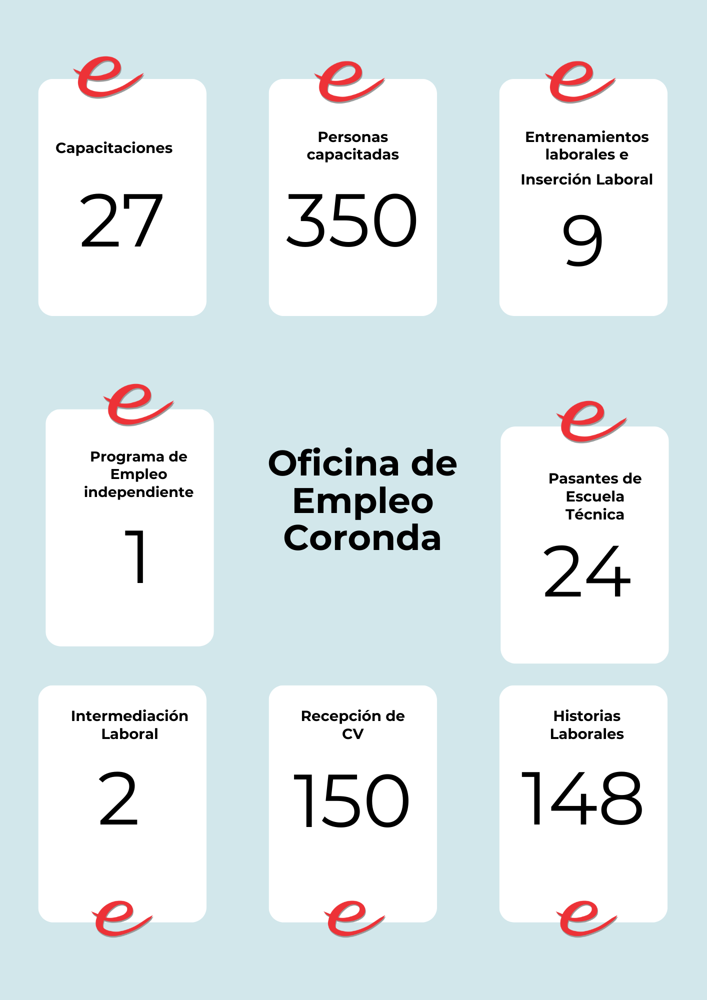 e
Capacitaciones
27
e
Personas
capacitadas
350
e
Entrenamientos
laborales e
Inserción Laboral
9
e
Programa de
Empleo
independiente
1
Oficina de
Empleo
Coronda
e
Pasantes de
Escuela
Técnica
24
Intermediación
Laboral
2
e
Recepción de
CV
150
e
Historias
Laborales
148
e